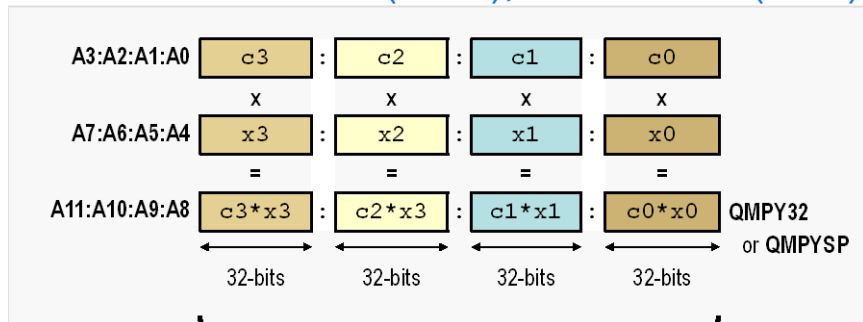 A3:A2:A1:A0 c3 : c2 : c1 : c0
x x x x
A7:A6:A5:A4 x3 : x2 : x1 : x0
= = = =
A11:A10:A9:A8 c3*x3 : c2*x3 : c1*x1 : c0*x0 QMPY32
or QMPYSP
32-bits 32-bits 32-bits 32-bits